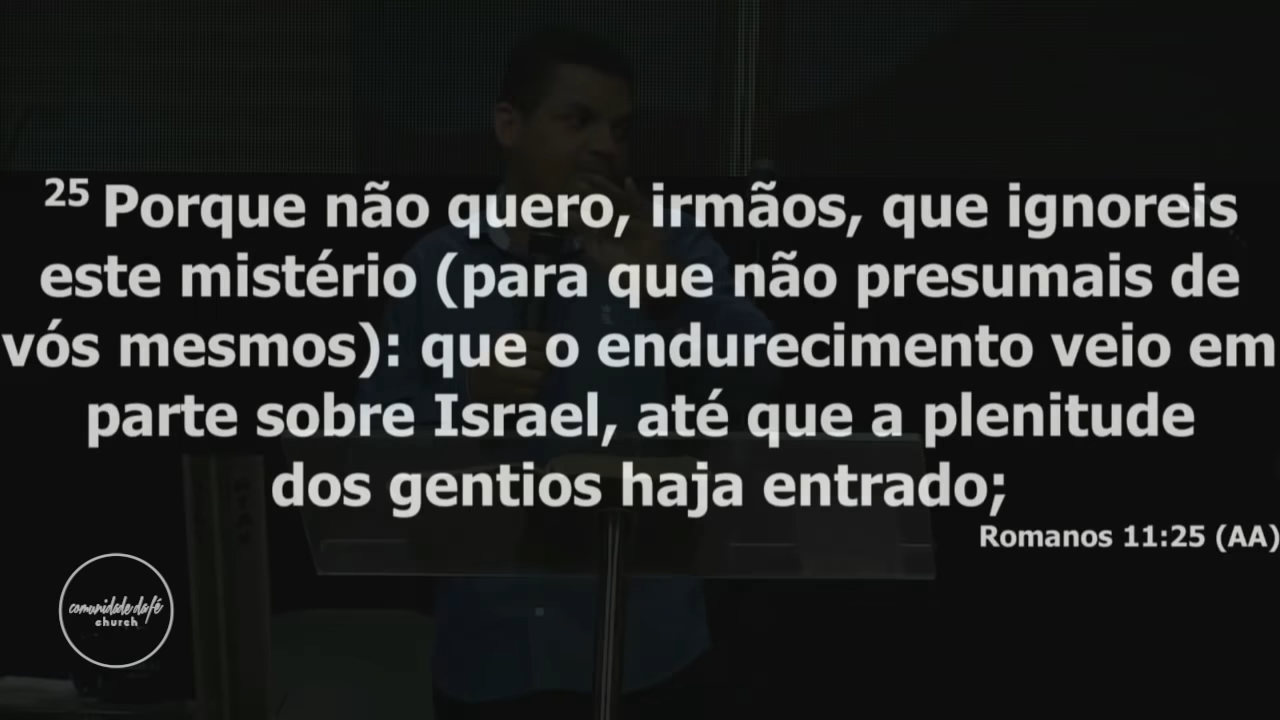 25 Porque não quero, irmãos, que ignoreis
este mistério (para que não presumais de
vós mesmos): que o endurecimento veio em
parte sobre Israel, até que a plenitude
dos gentios haja entrado;
Romanos 11:25 (AA)
comunidade da fé
church